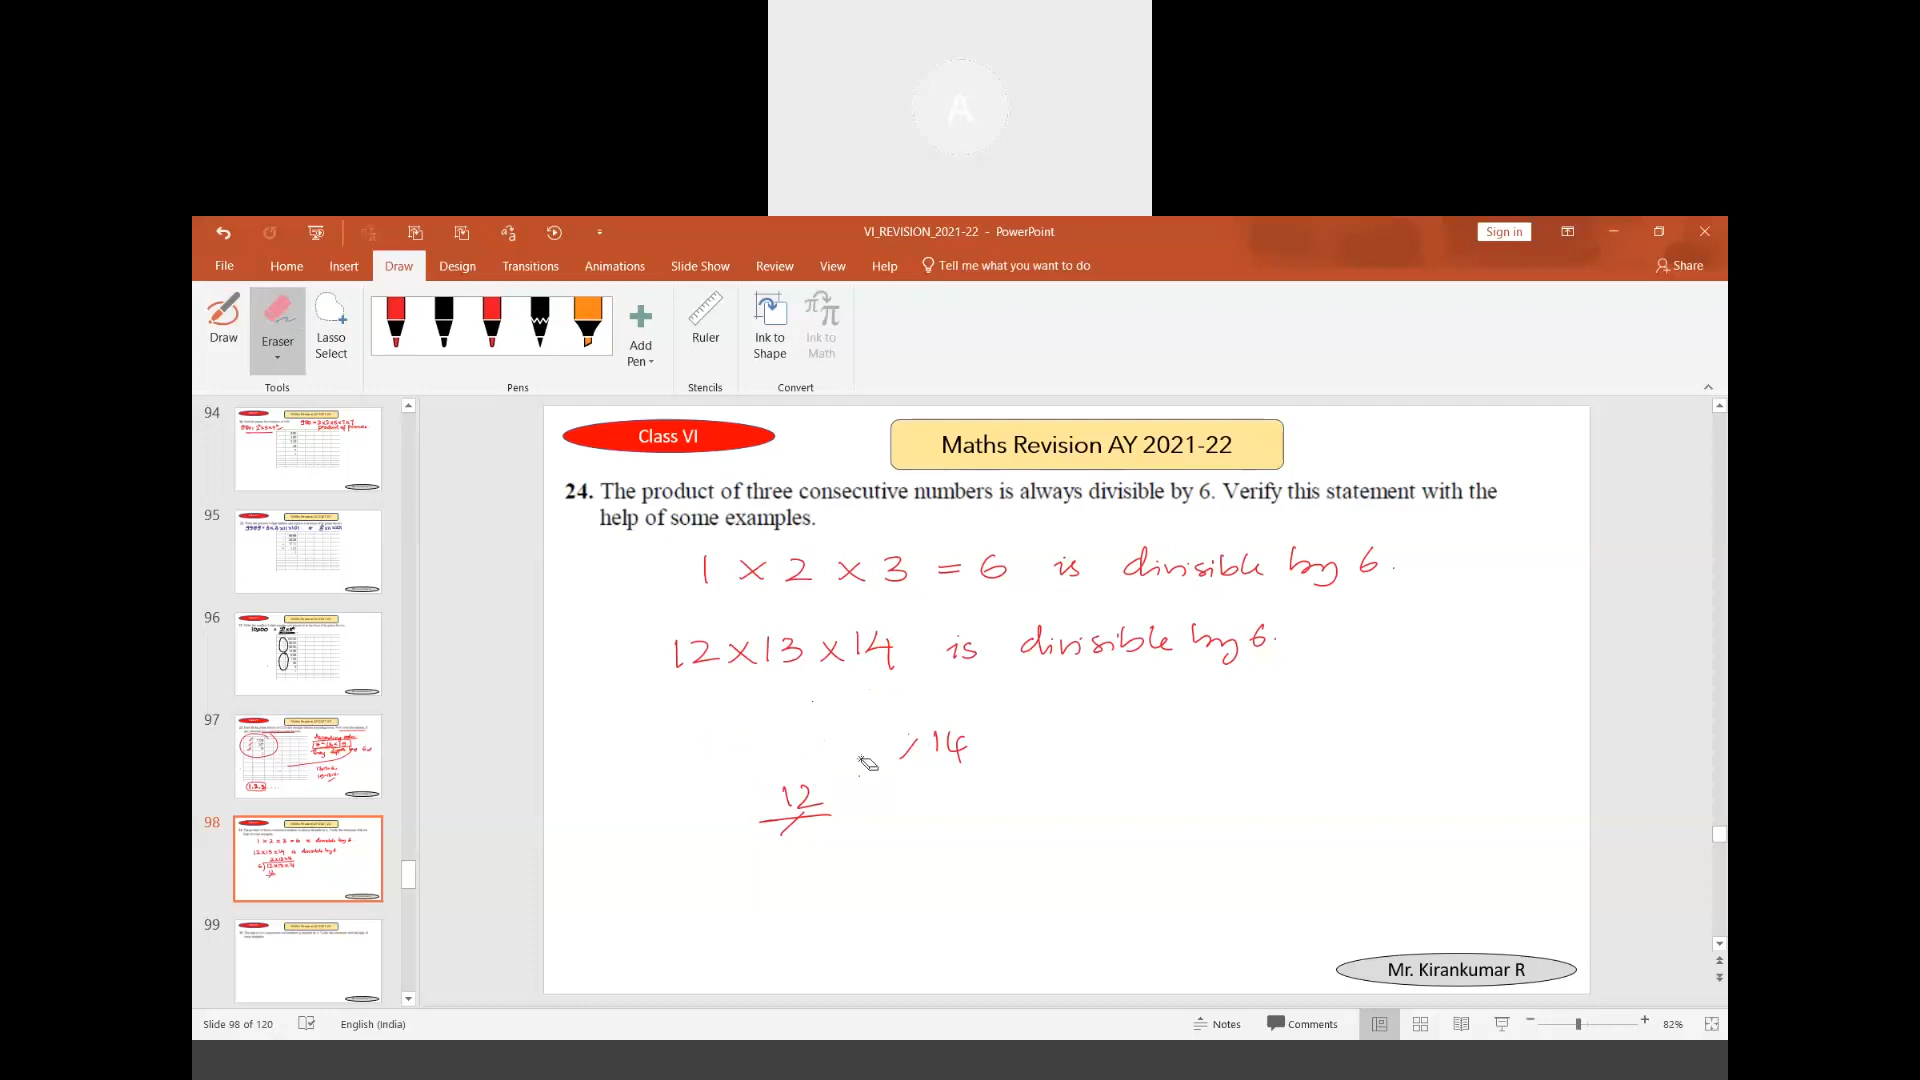 A
VI_REVISION_2021-22 - PowerPoint
Sign in
File Home Insert Draw Design Transitions Animations Slide Show Review View Help Tell me what you want to do
Share
Draw
Eraser
Lasso Select
Add Pen
Ruler
Ink to Shape
Ink to Math
Tools
Pens
Stencils
Convert
94
95
96
97
98
99
Class VI
Maths Revision AY 2021-22
24. The product of three consecutive numbers is always divisible by 6. Verify this statement with the
help of some examples.
1 × 2 × 3 = 6 is divisible by 6.
12 × 13 × 14 is divisible by 6.
14
12
Mr. Kirankumar R
Slide 98 of 120
English (India)
Notes
Comments
82%